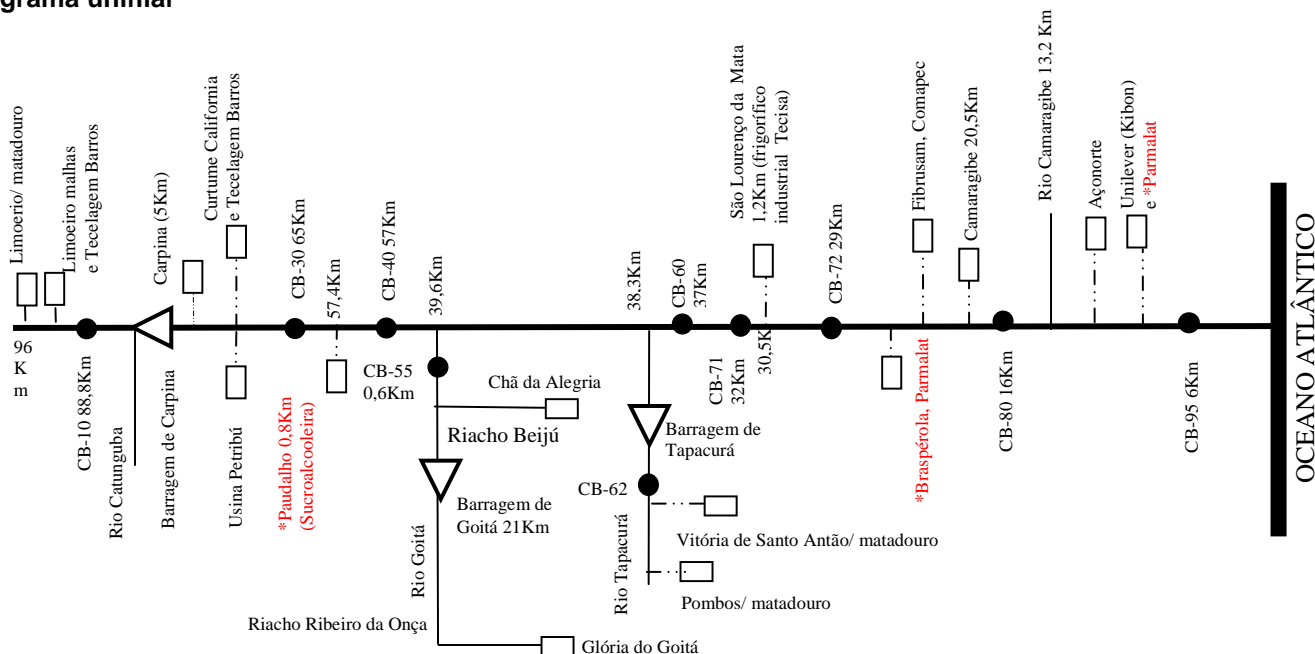 grama unifilar
Limoerio/ matadouro
Limoeiro malhas
e Tecelagem Barros
Carpina (5Km)
Curtume California
e Tecelagem Barros
CB-30 65Km
57,4Km
CB-40 57Km
39,6Km
38.3Km
CB-60
37Km
São Lourenço da Mata
1,2Km (frigorífico
industrial Tecisa)
CB-72 29Km
Fibrusam, Comapec
Camaragibe 20,5Km
Rio Camaragibe 13,2 Km
Açonorte
Unilever (Kibon)
e *Parmalat
OCEANO ATLÂNTICO
96
K
m
CB-10 88,8Km
Rio Catunguba
Barragem de Carpina
Usina Petribú
*Paudalho 0,8Km
(Sucroalcooleira)
CB-55
0,6Km
Chã da Alegria
Riacho Beijú
Barragem de
Goitá 21Km
Rio Goitá
Riacho Ribeiro da Onça
Glória do Goitá
Barragem de
Tapacurá
CB-62
Vitória de Santo Antão/ matadouro
Rio Tapacurá
Pombos/ matadouro
CB-71
32Km
30,5K
*Braspérola, Parmalat
CB-80 16Km
CB-95 6Km